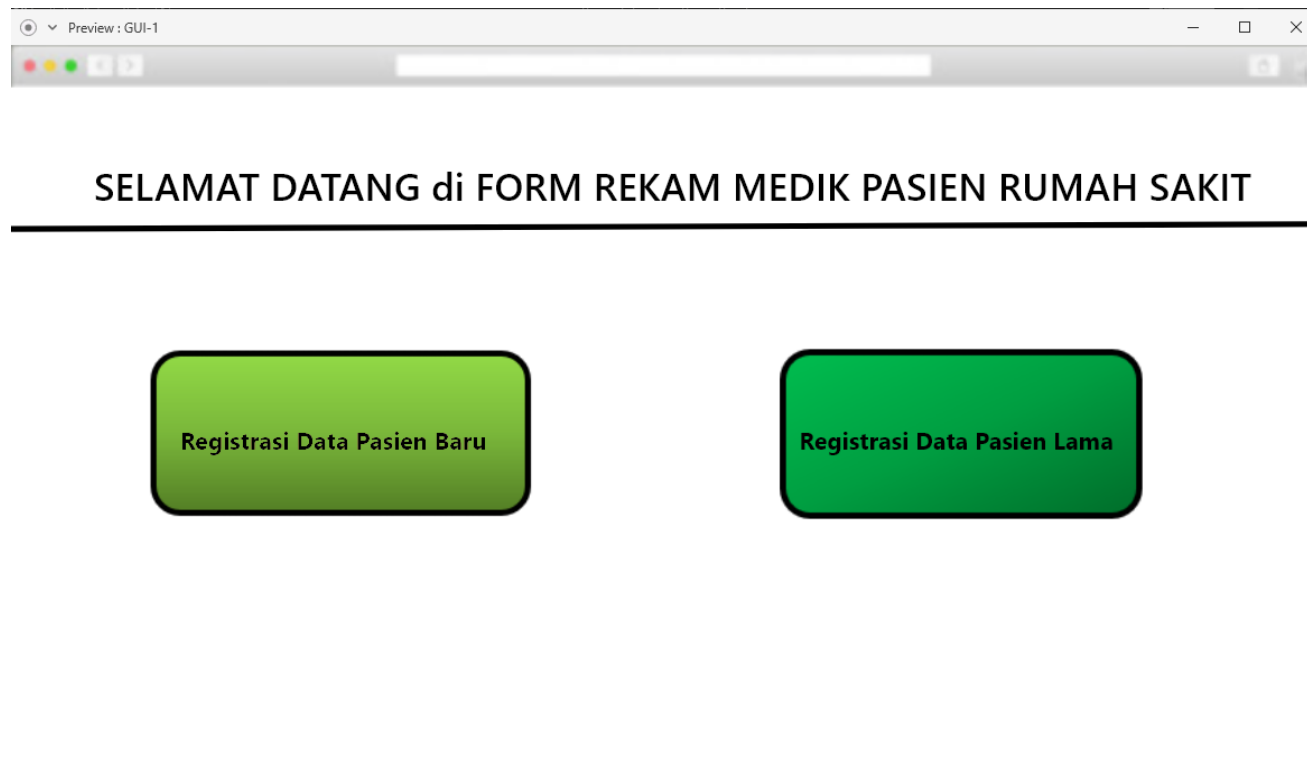 Preview : GUI-1
SELAMAT DATANG di FORM REKAM MEDIK PASIEN RUMAH SAKIT
Registrasi Data Pasien Baru
Registrasi Data Pasien Lama